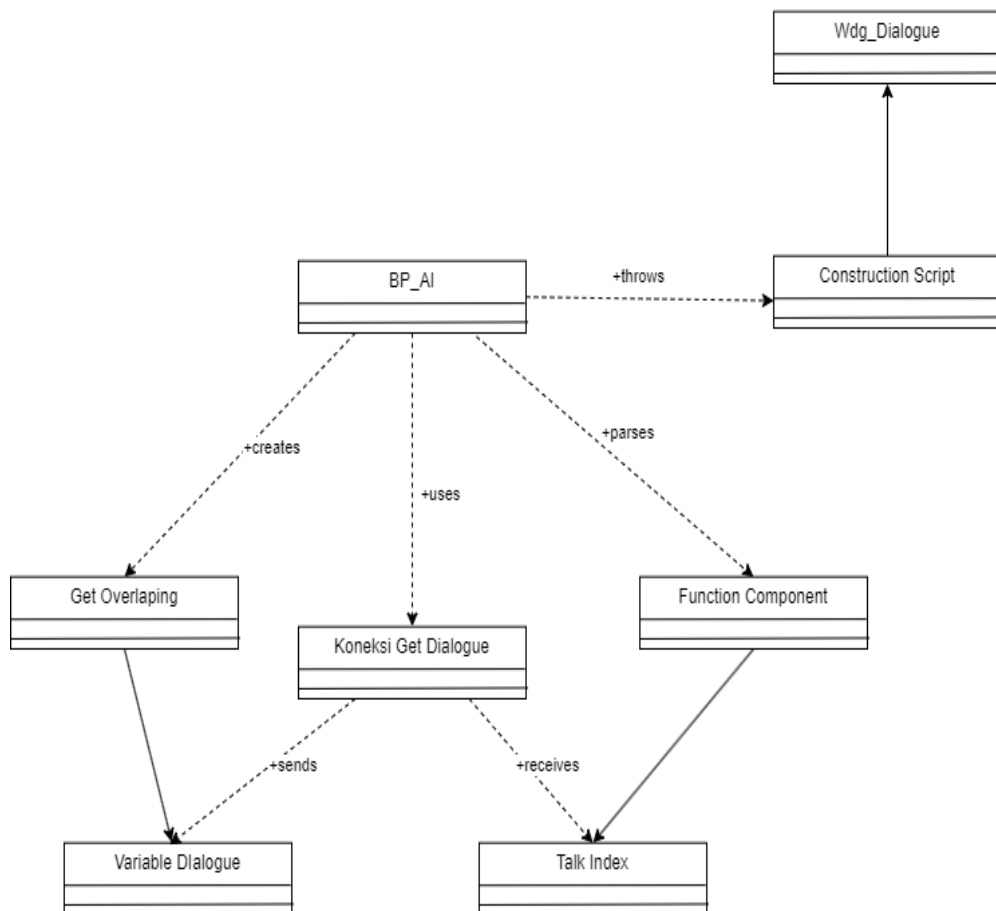 Wdg_Dialogue
BP_AI
+throws
Construction Script
+creates
+uses
+parses
Get Overlaping
Koneksi Get Dialogue
Function Component
+sends
+receives
Variable DIalogue
Talk Index